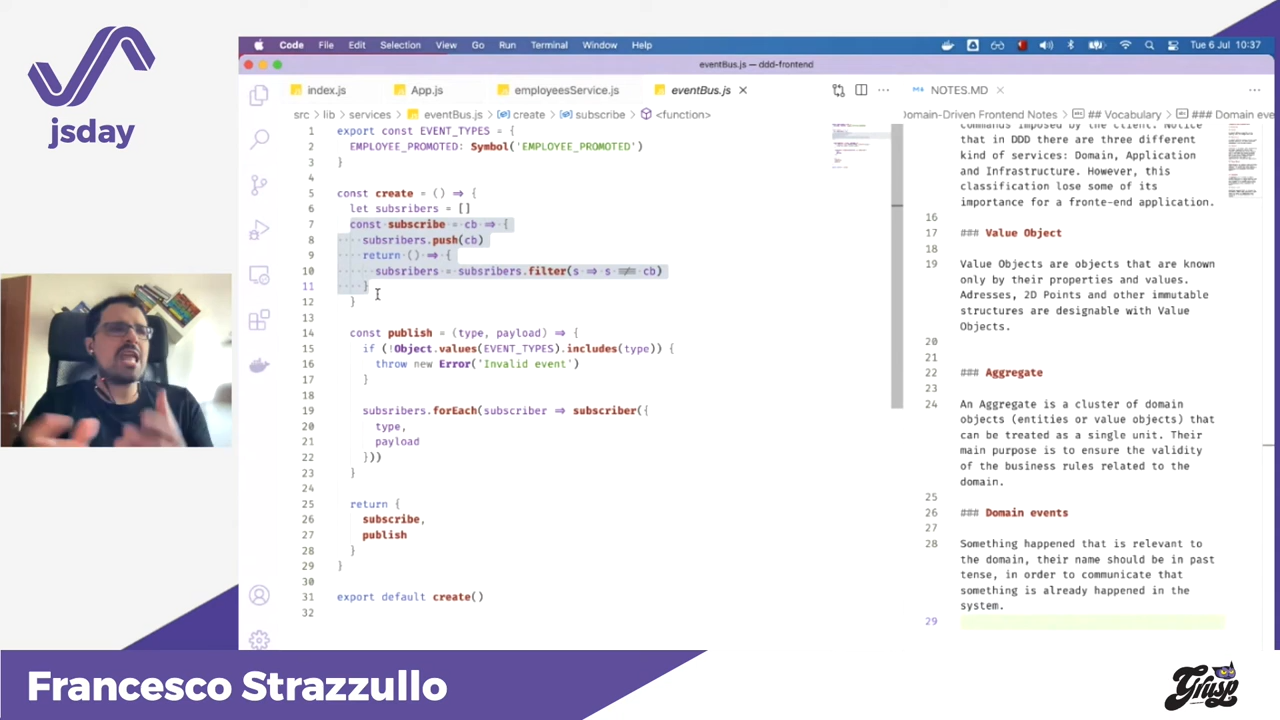 jsday
Code File Edit Selection View Go Run Terminal Window Help
Tue 6 Jul 10:37
eventBus.js — ddd-frontend
index.js
App.js
employeesService.js
eventBus.js
NOTES.MD
src > lib > services > eventBus.js > create > subscribe > <function>
Domain-Driven Frontend Notes > ## Vocabulary > ### Domain eve
1 export const EVENT_TYPES = {
2 EMPLOYEE_PROMOTED: Symbol('EMPLOYEE_PROMOTED')
3 }
4
5 const create = () => {
6 let subsribers = []
7 const subscribe = cb => {
8 subsribers.push(cb)
9 return () => {
10 subsribers = subsribers.filter(s => s !== cb)
11 }
12 }
13
14 const publish = (type, payload) => {
15 if (!Object.values(EVENT_TYPES).includes(type)) {
16 throw new Error('Invalid event')
17 }
18
19 subsribers.forEach(subscriber => subscriber({
20 type,
21 payload
22 }))
23 }
24
25 return {
26 subscribe,
27 publish
28 }
29 }
30
31 export default create()
32
commands imposed by the client. Notice
that in DDD there are three different
kind of services: Domain, Application
and Infrastructure. However, this
classification lose some of its
importance for a fronte-end application.
16
17 ### Value Object
18
19 Value Objects are objects that are known
only by their properties and values.
Adresses, 2D Points and other immutable
structures are designable with Value
Objects.
20
21
22 ### Aggregate
23
24 An Aggregate is a cluster of domain
objects (entities or value objects) that
can be treated as a single unit. Their
main purpose is to ensure the validity
of the business rules related to the
domain.
25
26 ### Domain events
27
28 Something happened that is relevant to
the domain, their name should be in past
tense, in order to communicate that
something is already happened in the
system.
29
Francesco Strazzullo
Grusp